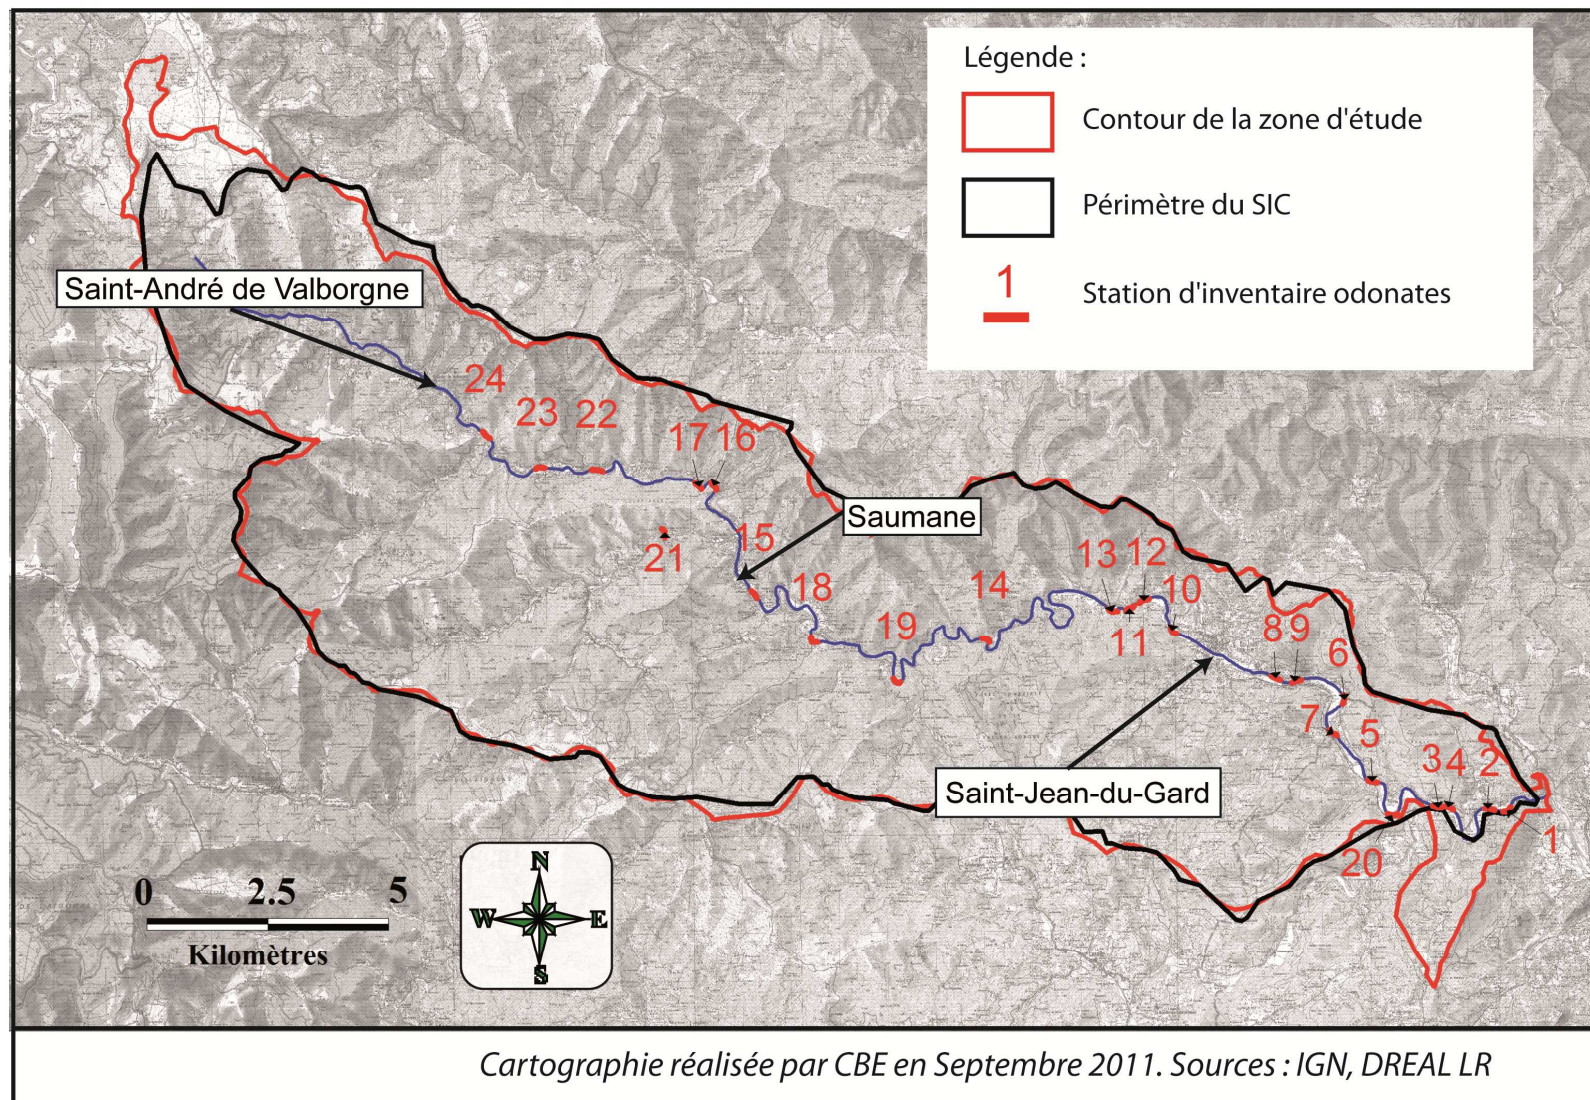 Légende :
Contour de la zone d'étude
Périmètre du SIC
1
Station d'inventaire odonates
Saint-André de Valborgne
24
23
22
17
16
Saumane
21
15
18
19
14
13
12
11
10
8
9
6
7
5
3
4
2
1
20
Saint-Jean-du-Gard
0
2.5
5
Kilomètres
N
W
E
S
Cartographie réalisée par CBE en Septembre 2011. Sources : IGN, DREAL LR